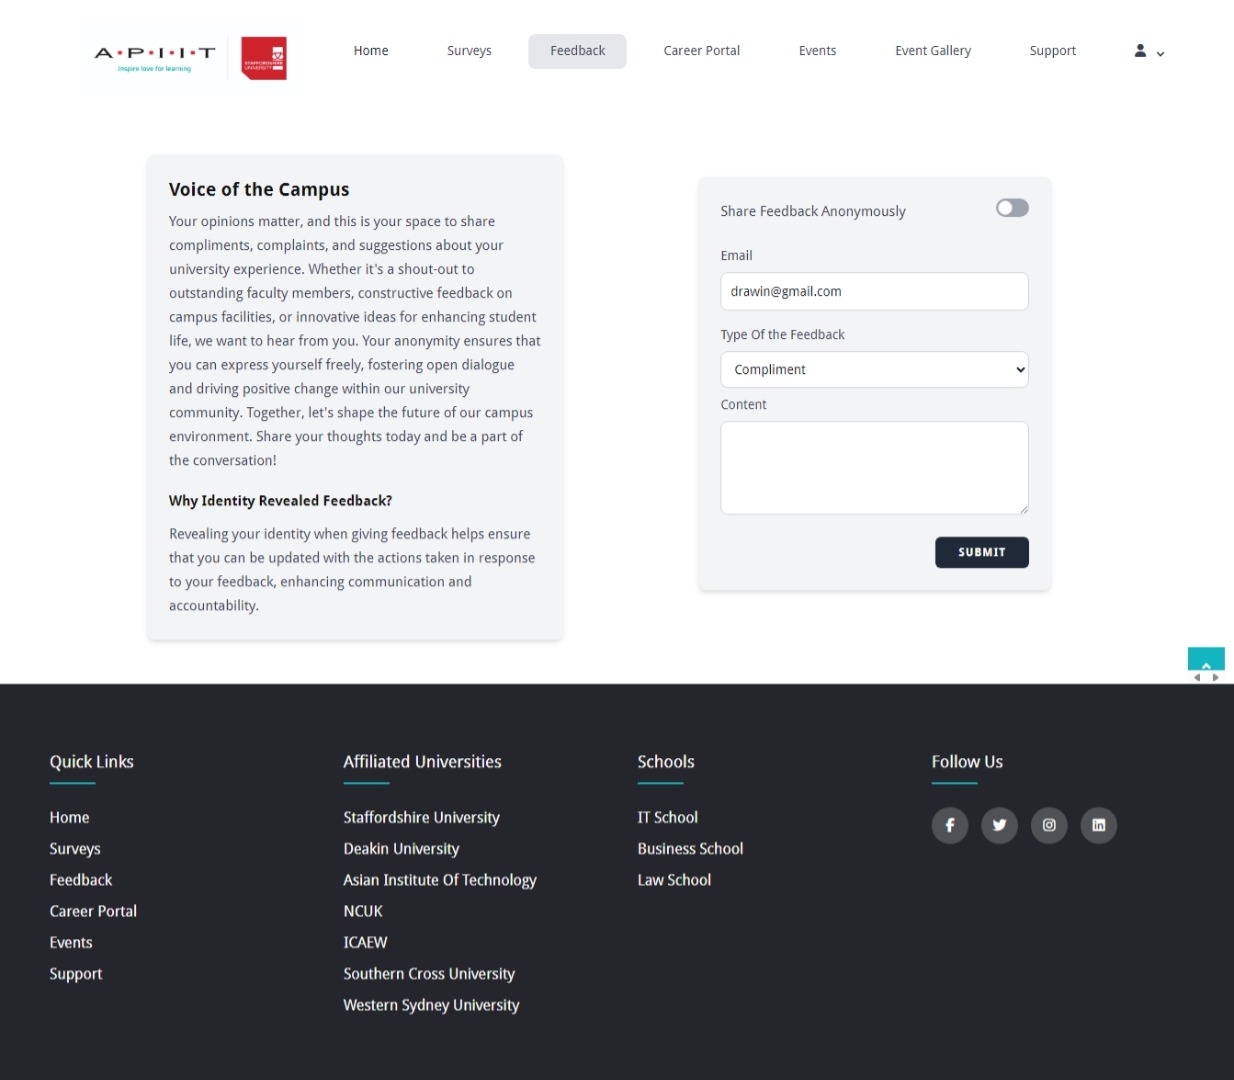 A·P·I·I·T
Inspire love for learning
STAFFORDSHIRE
UNIVERSITY
Home
Surveys
Feedback
Career Portal
Events
Event Gallery
Support
Voice of the Campus
Your opinions matter, and this is your space to share
compliments, complaints, and suggestions about your
university experience. Whether it's a shout-out to
outstanding faculty members, constructive feedback on
campus facilities, or innovative ideas for enhancing student
life, we want to hear from you. Your anonymity ensures that
you can express yourself freely, fostering open dialogue
and driving positive change within our university
community. Together, let's shape the future of our campus
environment. Share your thoughts today and be a part of
the conversation!
Why Identity Revealed Feedback?
Revealing your identity when giving feedback helps ensure
that you can be updated with the actions taken in response
to your feedback, enhancing communication and
accountability.
Share Feedback Anonymously
Email
drawin@gmail.com
Type Of the Feedback
Compliment
Content
SUBMIT
Quick Links
Home
Surveys
Feedback
Career Portal
Events
Support
Affiliated Universities
Staffordshire University
Deakin University
Asian Institute Of Technology
NCUK
ICAEW
Southern Cross University
Western Sydney University
Schools
IT School
Business School
Law School
Follow Us